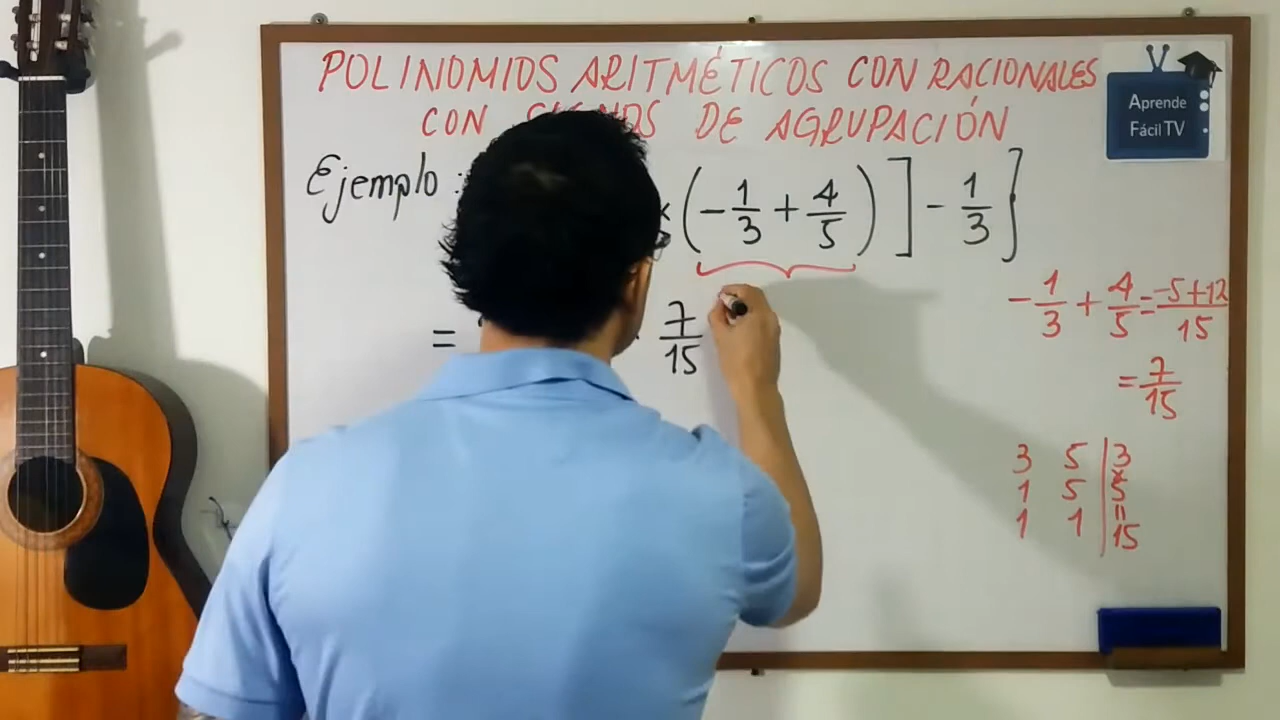 POLINOMIOS ARITMÉTICOS CON RACIONALES
CON DE AGRUPACIÓN
Aprende
Fácil TV
Ejemplo : (-1/3 + 4/5)] - 1/3}
= 7/15
-1/3 + 4/5 = -5+12/15
= 7/15
3 5 | 3
1 5 | 5
1 1 | 15